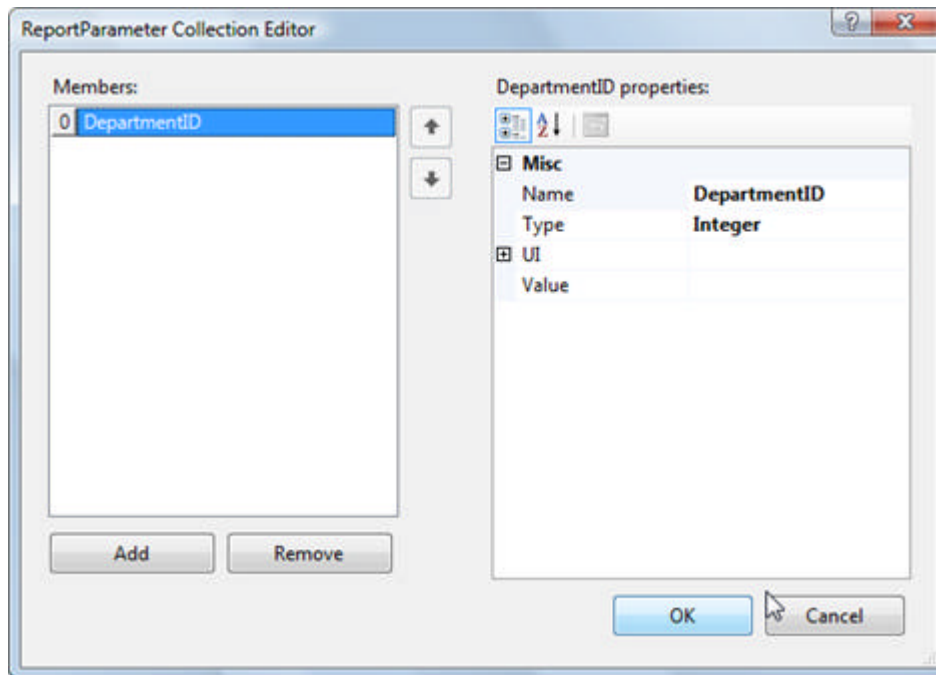 ReportParameter Collection Editor
Members:
0 DepartmentID
Add
Remove
DepartmentID properties:
Misc
Name DepartmentID
Type Integer
UI
Value
OK
Cancel